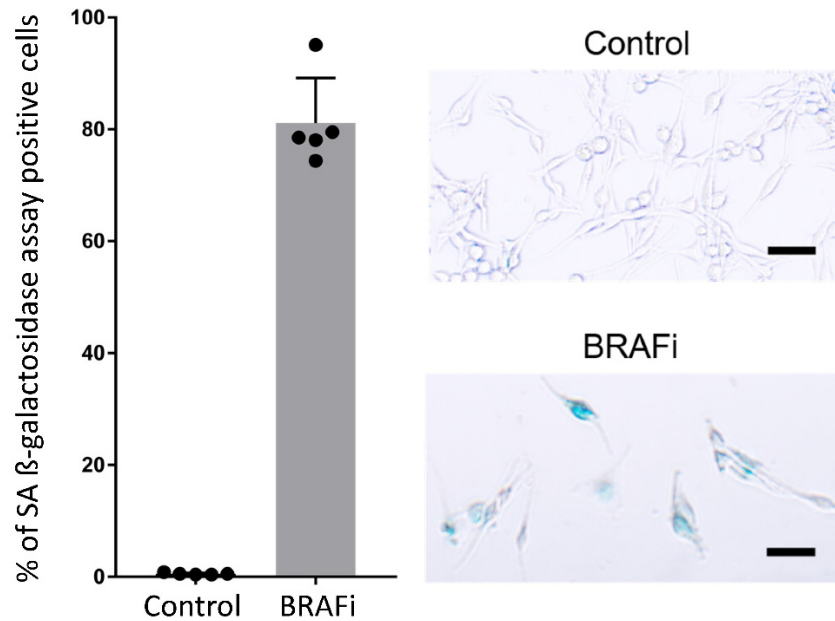 % of SA ß-galactosidase assay positive cells
100
80
60
40
20
0
Control
BRAFi
Control
BRAFi